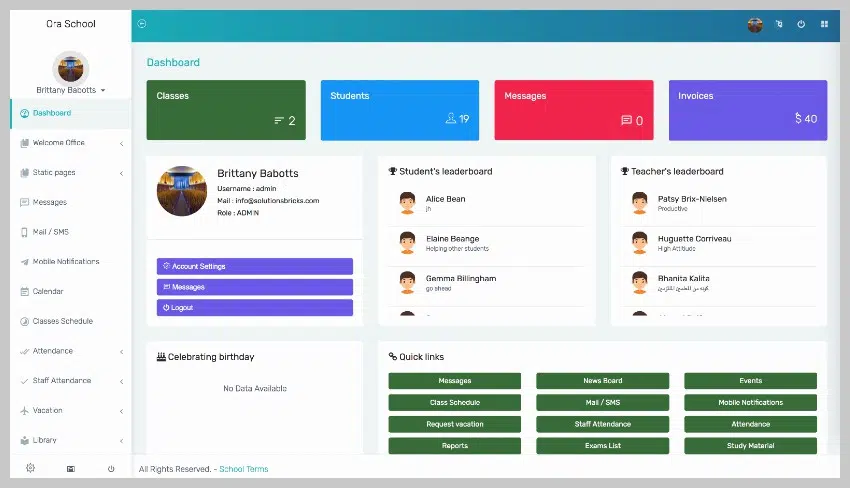 Ora School
Brittany Babotts
Dashboard
Welcome Office
Static pages
Messages
Mail / SMS
Mobile Notifications
Calendar
Classes Schedule
Attendance
Staff Attendance
Vacation
Library
Dashboard
Classes
2
Students
19
Messages
0
Invoices
$ 40
Brittany Babotts
Username : admin
Mail : info@solutionsbricks.com
Role : ADMIN
Account Settings
Messages
Logout
Student's leaderboard
Alice Bean
jh
Elaine Beange
Helping other students
Gemma Billingham
go ahead
Teacher's leaderboard
Patsy Brix-Nielsen
Productive
Huguette Corriveau
High Attitiude
Bhanita Kalita
Celebrating birthday
No Data Available
Quick links
Messages
News Board
Events
Class Schedule
Mail / SMS
Mobile Notifications
Request vacation
Staff Attendance
Attendance
Reports
Exams List
Study Material
All Rights Reserved. - School Terms